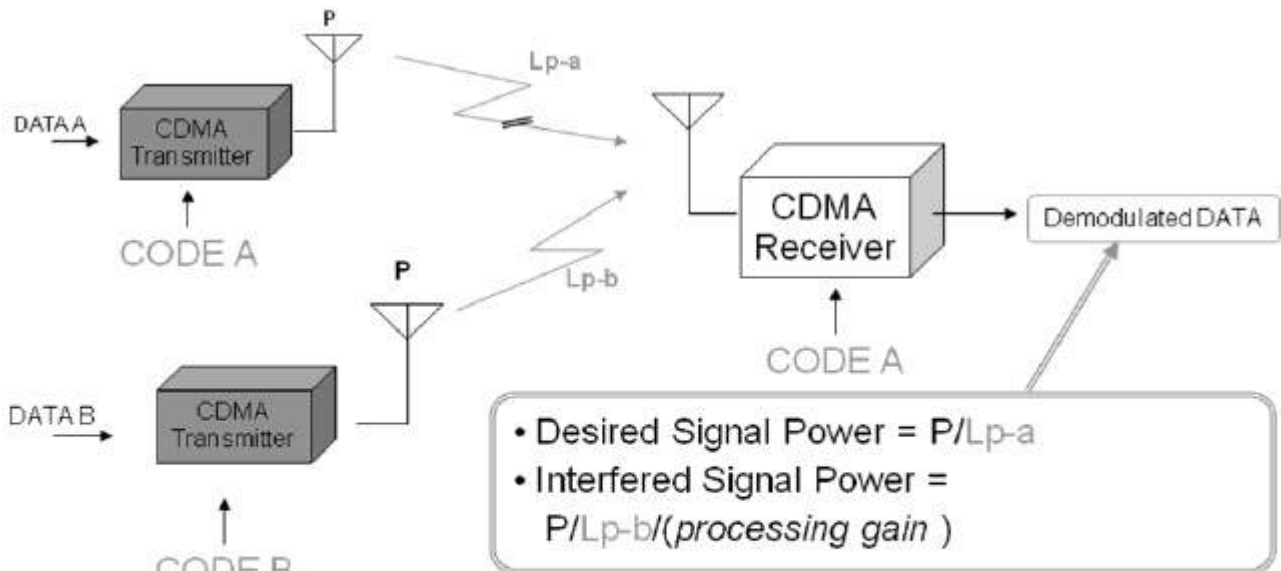 P
Lp-a
DATA A
CDMA
Transmitter
CODE A
CDMA
Receiver
Demodulated DATA
CODE A
P
Lp-b
DATA B
CDMA
Transmitter
CODE B
• Desired Signal Power = P/Lp-a
• Interfered Signal Power =
P/Lp-b/(processing gain )